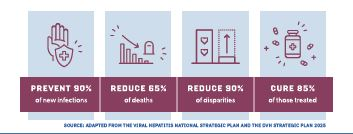 PREVENT 90%
of new infections
REDUCE 65%
of deaths
REDUCE 90%
of disparities
CURE 85%
of those treated
SOURCE: ADAPTED FROM THE VIRAL HEPATITIS NATIONAL STRATEGIC PLAN AND THE DVH STRATEGIC PLAN 2025